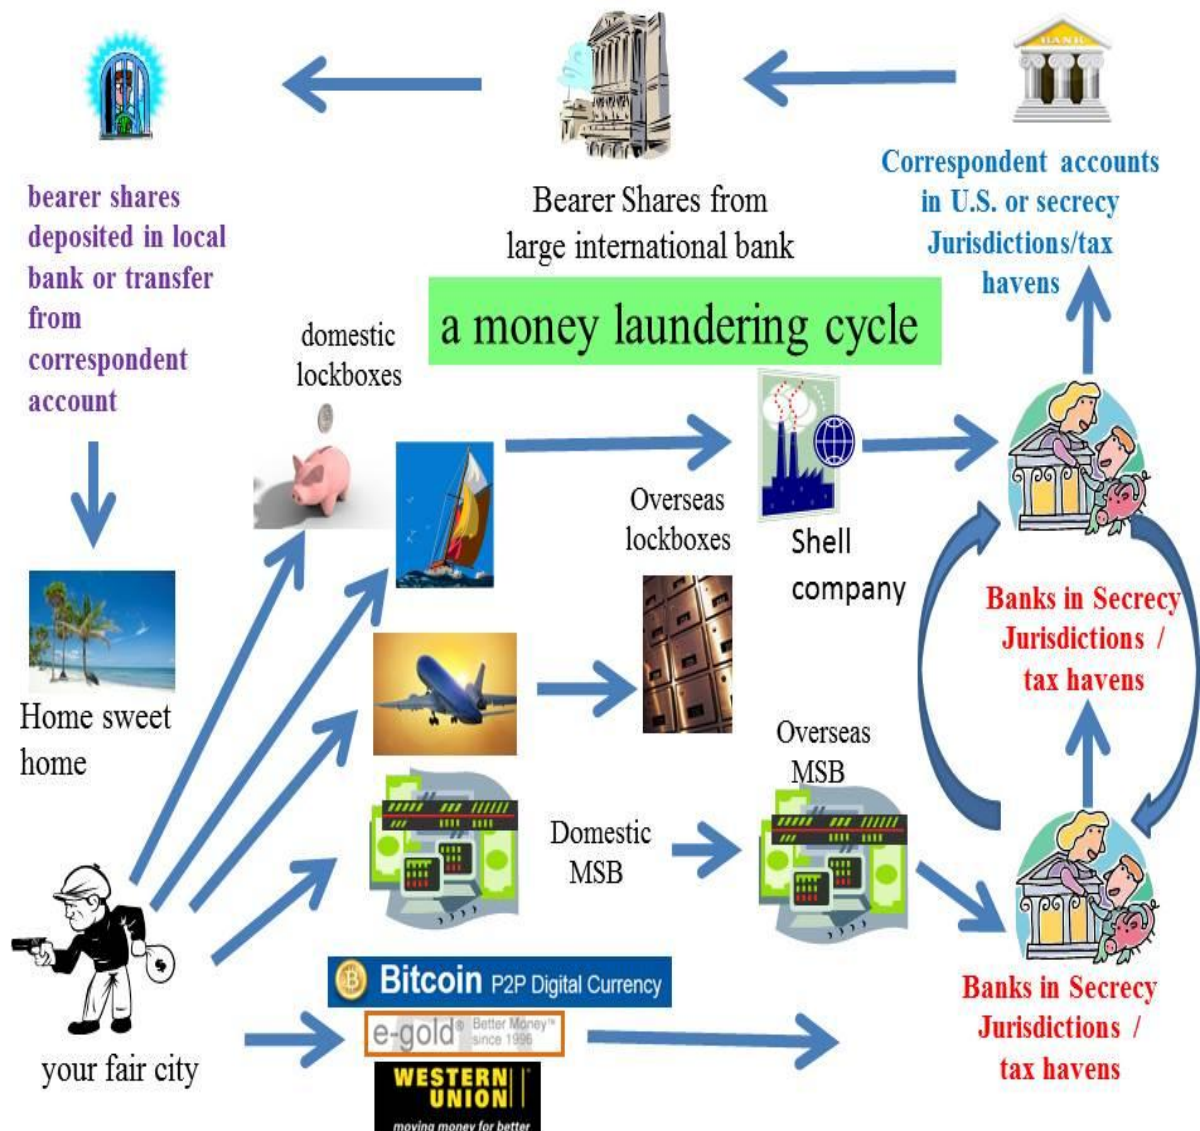 BANK
Correspondent accounts
in U.S. or secrecy
Jurisdictions/tax
havens
Bearer Shares from
large international bank
bearer shares
deposited in local
bank or transfer
from
correspondent
account
a money laundering cycle
domestic
lockboxes
Overseas
lockboxes
Shell
company
Banks in Secrecy
Jurisdictions /
tax havens
Home sweet
home
Overseas
MSB
Domestic
MSB
your fair city
$
Bitcoin P2P Digital Currency
e-gold® Better Money™
since 1996
WESTERN
UNION
moving money for better
Banks in Secrecy
Jurisdictions /
tax havens